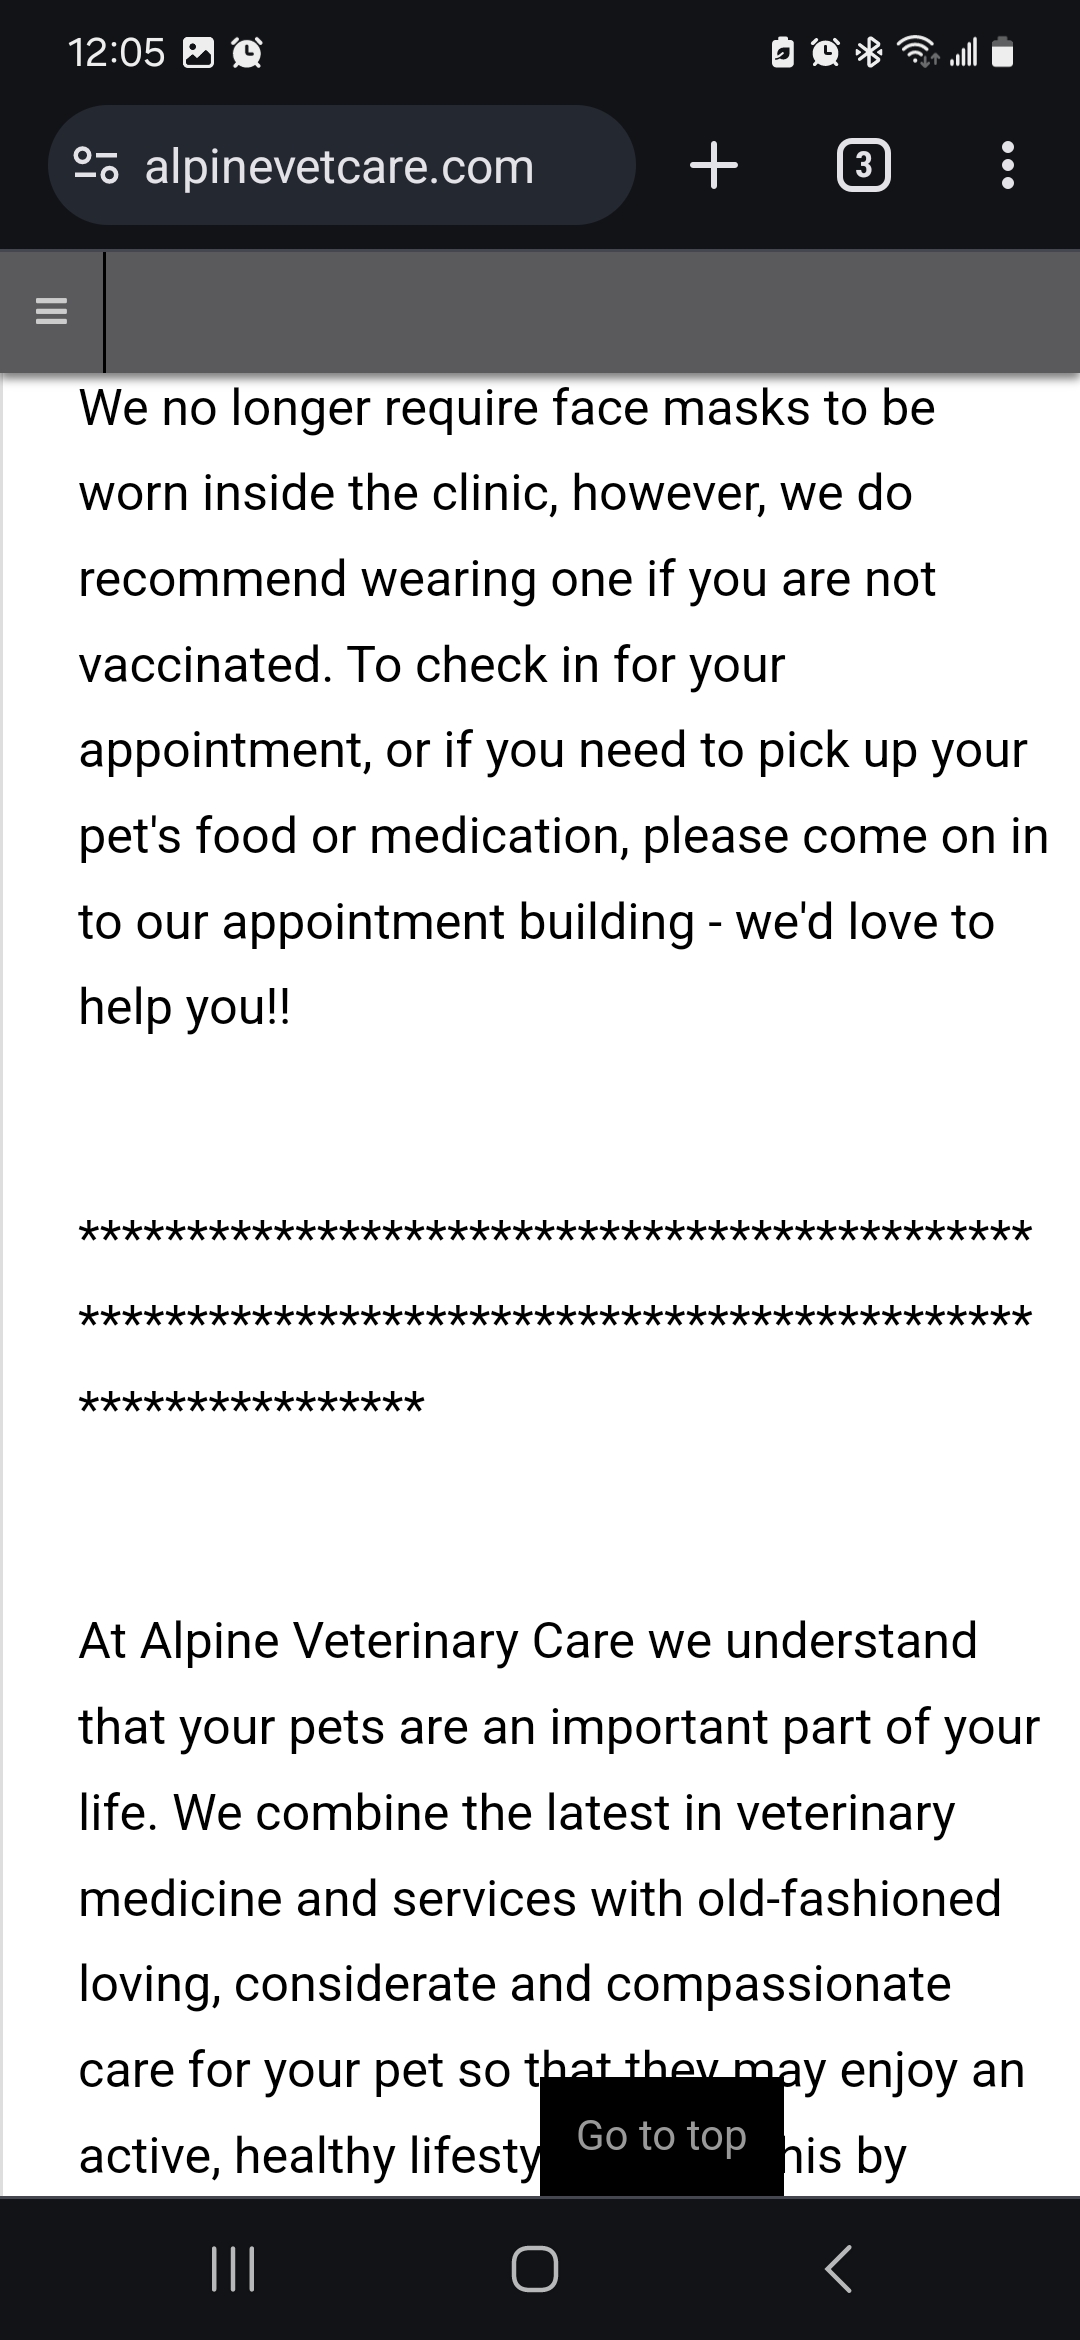 12:05
alpinevetcare.com
3
We no longer require face masks to be
worn inside the clinic, however, we do
recommend wearing one if you are not
vaccinated. To check in for your
appointment, or if you need to pick up your
pet's food or medication, please come on in
to our appointment building - we'd love to
help you!!
********************************************
********************************************
****************
At Alpine Veterinary Care we understand
that your pets are an important part of your
life. We combine the latest in veterinary
medicine and services with old-fashioned
loving, considerate and compassionate
care for your pet so that they may enjoy an
active, healthy by
Go to top